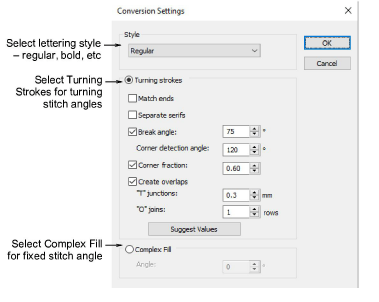 Conversion Settings
Style
Select lettering style
– regular, bold, etc
Regular
OK
Cancel
Select Turning
Strokes for turning
stitch angles
Turning strokes
Match ends
Separate serifs
Break angle: 75 °
Corner detection angle: 120 °
Corner fraction: 0.60
Create overlaps
"T" junctions: 0.3 mm
"O" joins: 1 rows
Suggest Values
Select Complex Fill
for fixed stitch angle
Complex Fill
Angle: 0 °